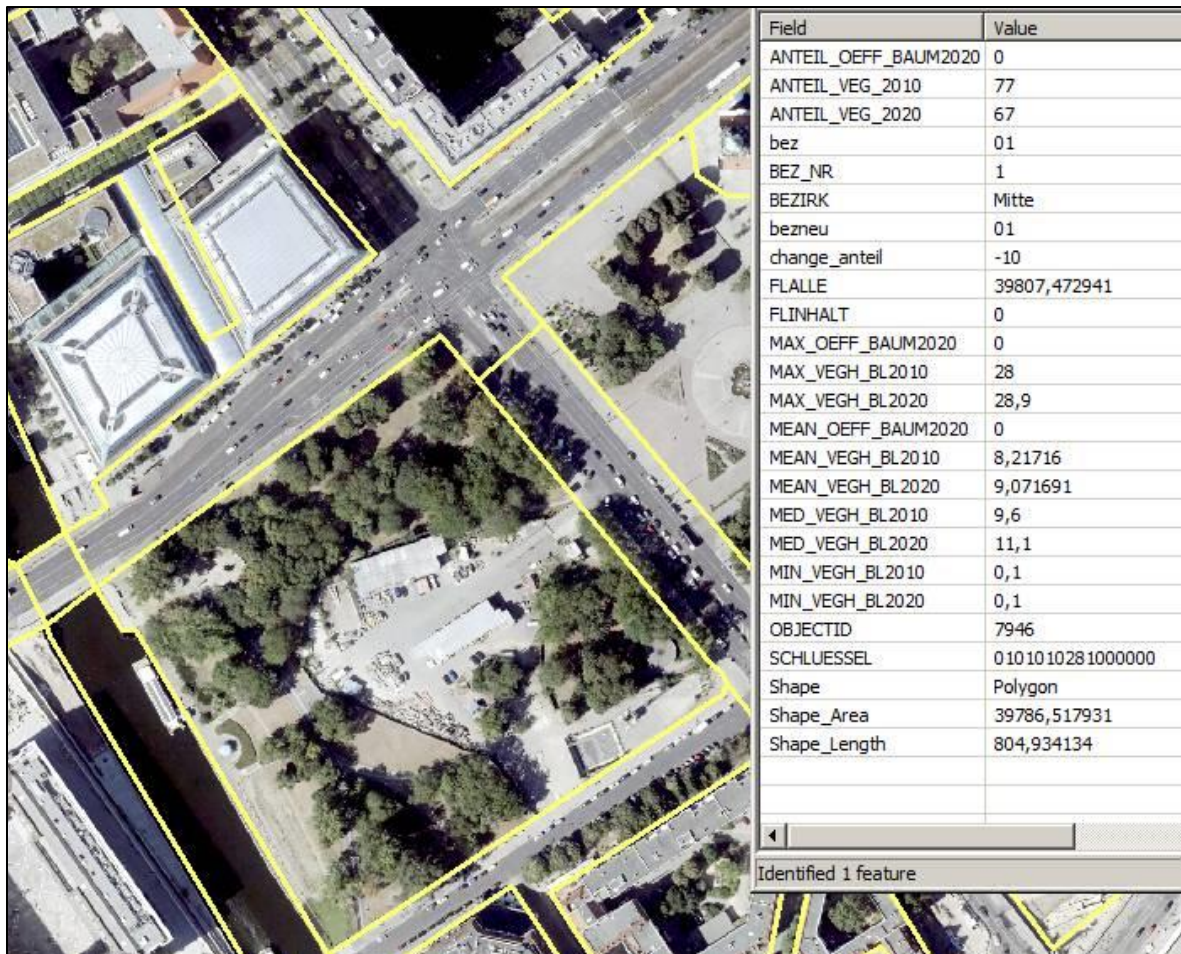 Field Value
ANTEIL_OEFF_BAUM2020 0
ANTEIL_VEG_2010 77
ANTEIL_VEG_2020 67
bez 01
BEZ_NR 1
BEZIRK Mitte
bezneu 01
change_anteil -10
FLALLE 39807,472941
FLINHALT 0
MAX_OEFF_BAUM2020 0
MAX_VEGH_BL2010 28
MAX_VEGH_BL2020 28,9
MEAN_OEFF_BAUM2020 0
MEAN_VEGH_BL2010 8,21716
MEAN_VEGH_BL2020 9,071691
MED_VEGH_BL2010 9,6
MED_VEGH_BL2020 11,1
MIN_VEGH_BL2010 0,1
MIN_VEGH_BL2020 0,1
OBJECTID 7946
SCHLUESSEL 0101010281000000
Shape Polygon
Shape_Area 39786,517931
Shape_Length 804,934134
Identified 1 feature